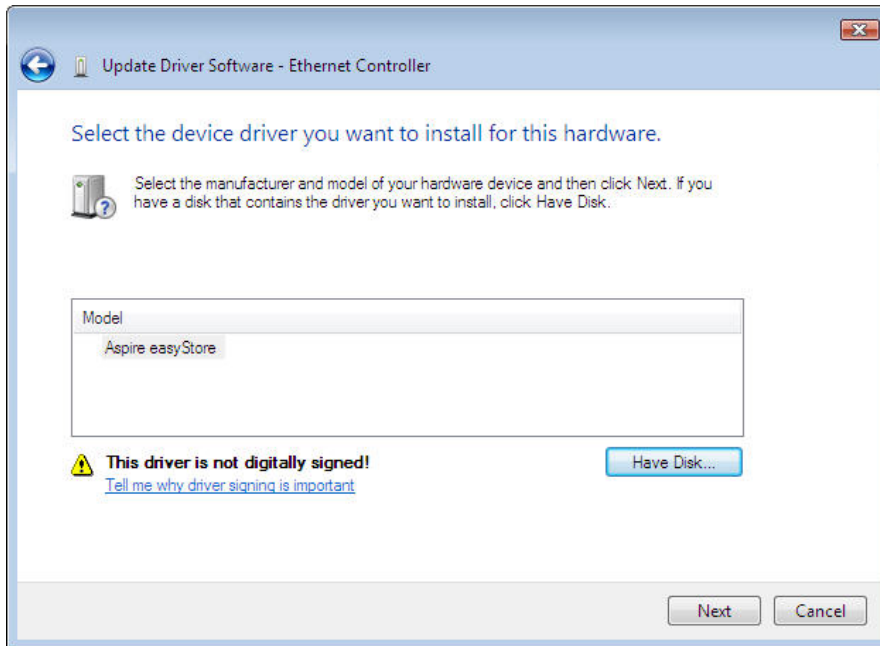 Update Driver Software - Ethernet Controller
Select the device driver you want to install for this hardware.
Select the manufacturer and model of your hardware device and then click Next. If you
have a disk that contains the driver you want to install, click Have Disk.
Model
Aspire easyStore
This driver is not digitally signed!
Have Disk...
Tell me why driver signing is important
Next
Cancel